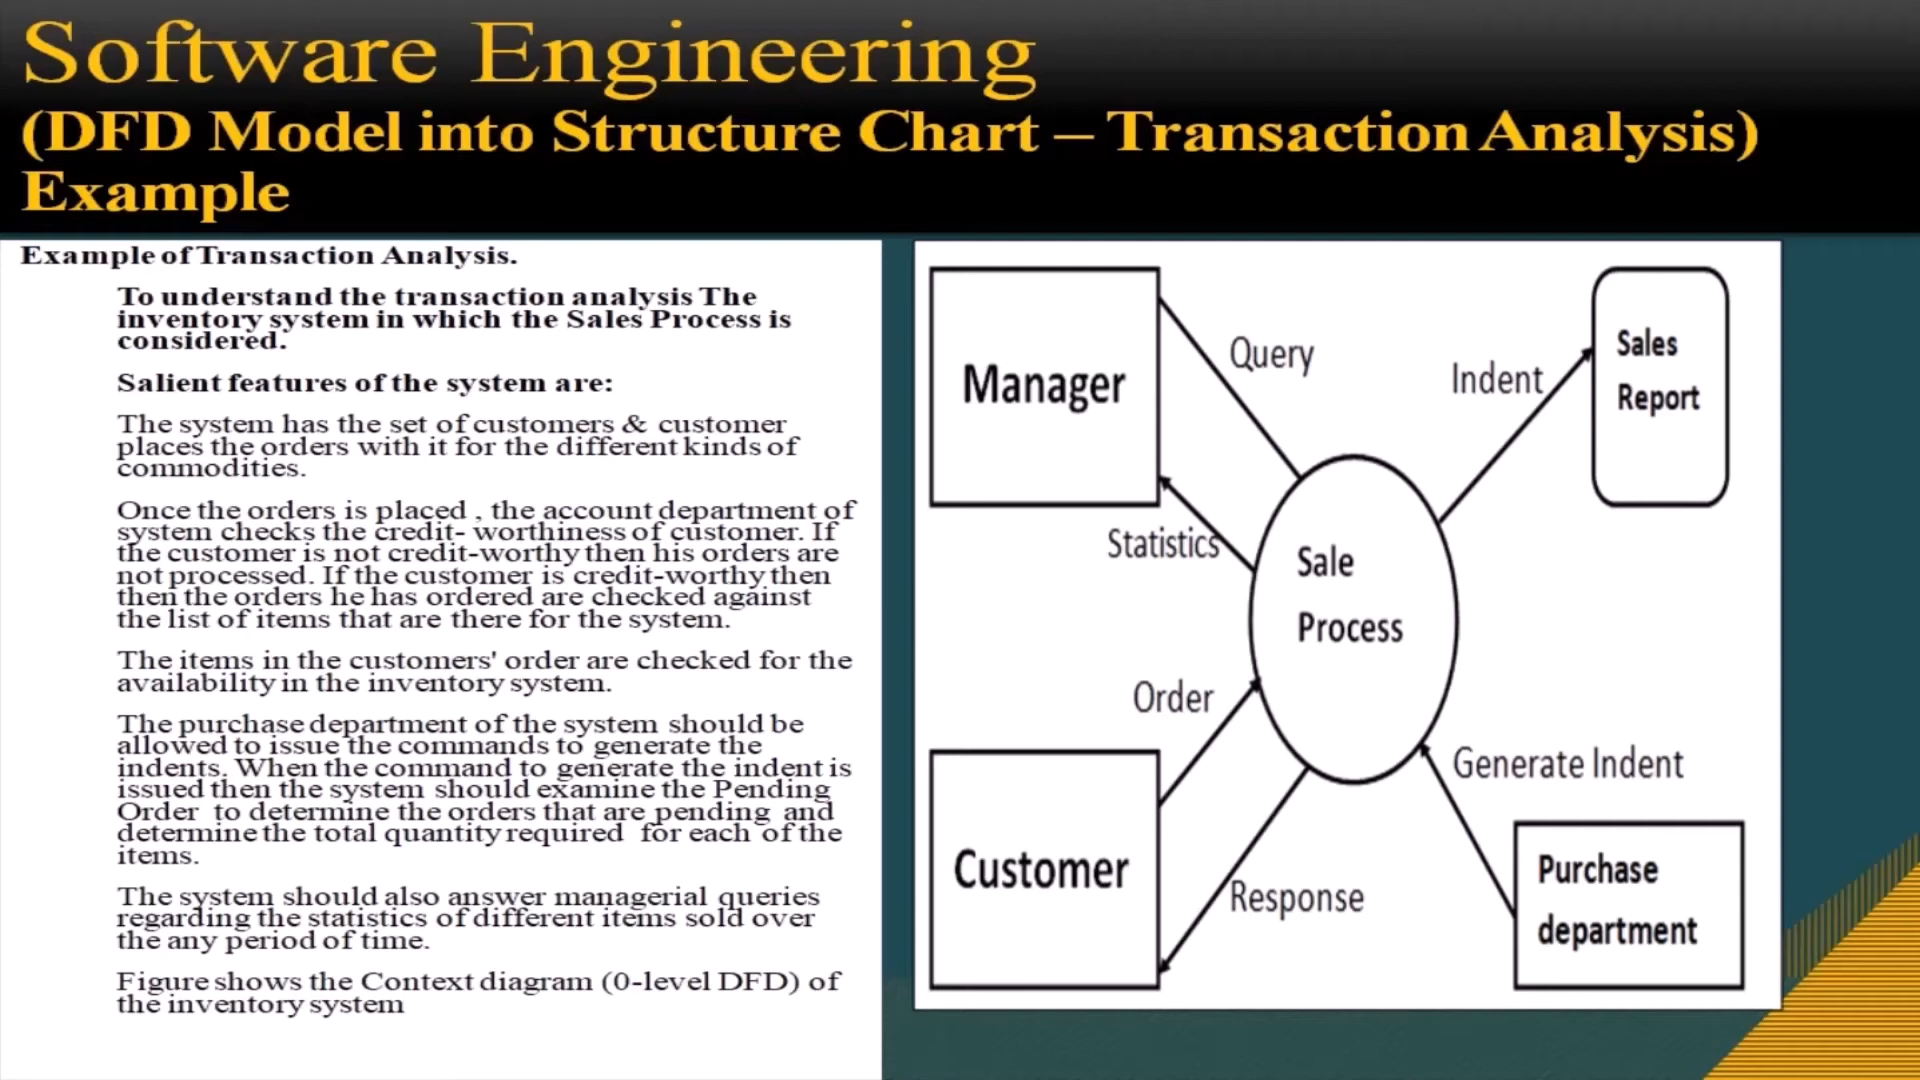 Software Engineering
(DFD Model into Structure Chart – Transaction Analysis)
Example
Example of Transaction Analysis.
To understand the transaction analysis The
inventory system in which the Sales Process is
considered.
Salient features of the system are:
The system has the set of customers & customer
places the orders with it for the different kinds of
commodities.
Once the orders is placed , the account department of
system checks the credit- worthiness of customer. If
the customer is not credit-worthy then his orders are
not processed. If the customer is credit-worthy then
then the orders he has ordered are checked against
the list of items that are there for the system.
The items in the customers' order are checked for the
availability in the inventory system.
The purchase department of the system should be
allowed to issue the commands to generate the
indents. When the command to generate the indent is
issued then the system should examine the Pending
Order to determine the orders that are pending and
determine the total quantity required for each of the
items.
The system should also answer managerial queries
regarding the statistics of different items sold over
the any period of time.
Figure shows the Context diagram (0-level DFD) of
the inventory system
Manager
Query
Indent
Sales
Report
Statistics
Sale
Process
Order
Generate Indent
Customer
Response
Purchase
department